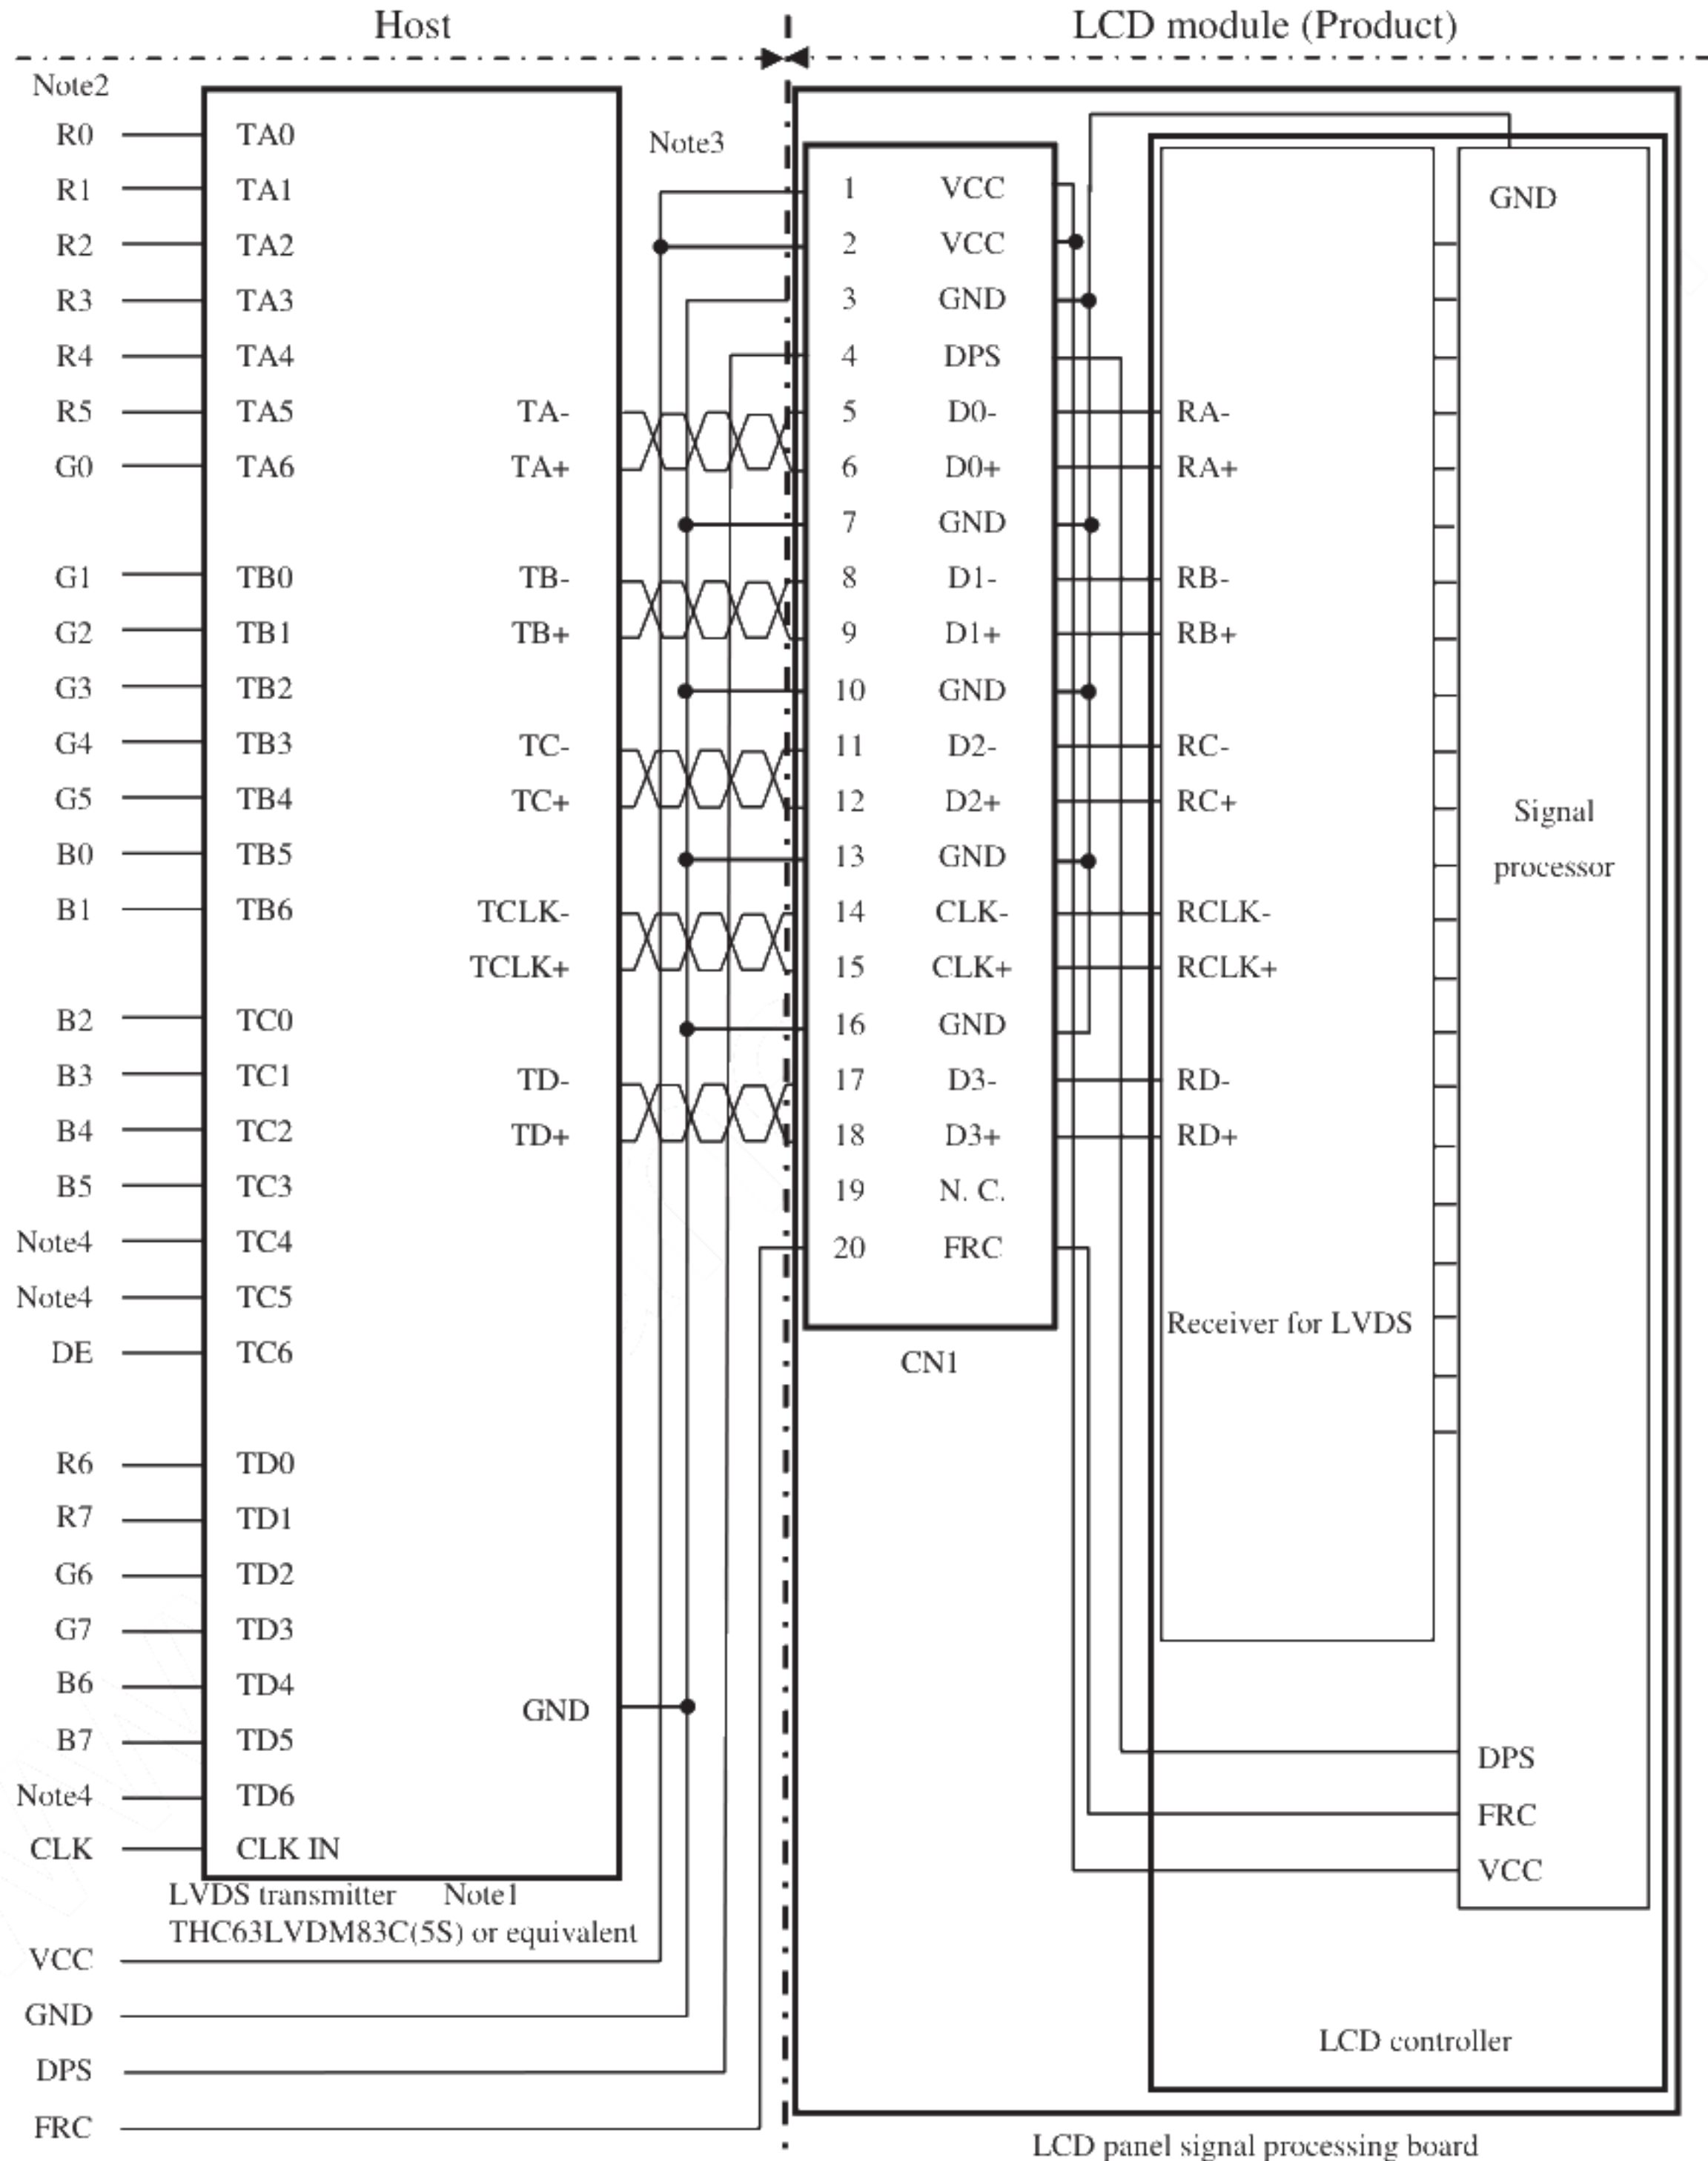 Host LCD module (Product)
Note2
R0 TA0
Note3
R1 TA1 1 VCC GND
R2 TA2 2 VCC
R3 TA3 3 GND
R4 TA4 4 DPS
R5 TA5 TA- 5 D0- RA-
G0 TA6 TA+ 6 D0+ RA+
7 GND
G1 TB0 TB- 8 D1- RB-
G2 TB1 TB+ 9 D1+ RB+
G3 TB2 10 GND
G4 TB3 TC- 11 D2- RC-
G5 TB4 TC+ 12 D2+ RC+
Signal
B0 TB5 13 GND
processor
B1 TB6 TCLK- 14 CLK- RCLK-
TCLK+ 15 CLK+ RCLK+
B2 TC0 16 GND
B3 TC1 TD- 17 D3- RD-
B4 TC2 TD+ 18 D3+ RD+
B5 TC3 19 N. C.
Note4 TC4 20 FRC
Note4 TC5
Receiver for LVDS
DE TC6 CN1
R6 TD0
R7 TD1
G6 TD2
G7 TD3
B6 TD4
GND
B7 TD5 DPS
Note4 TD6 FRC
CLK CLK IN VCC
LVDS transmitter Note1
THC63LVDM83C(5S) or equivalent
VCC
GND
LCD controller
DPS
FRC
LCD panel signal processing board